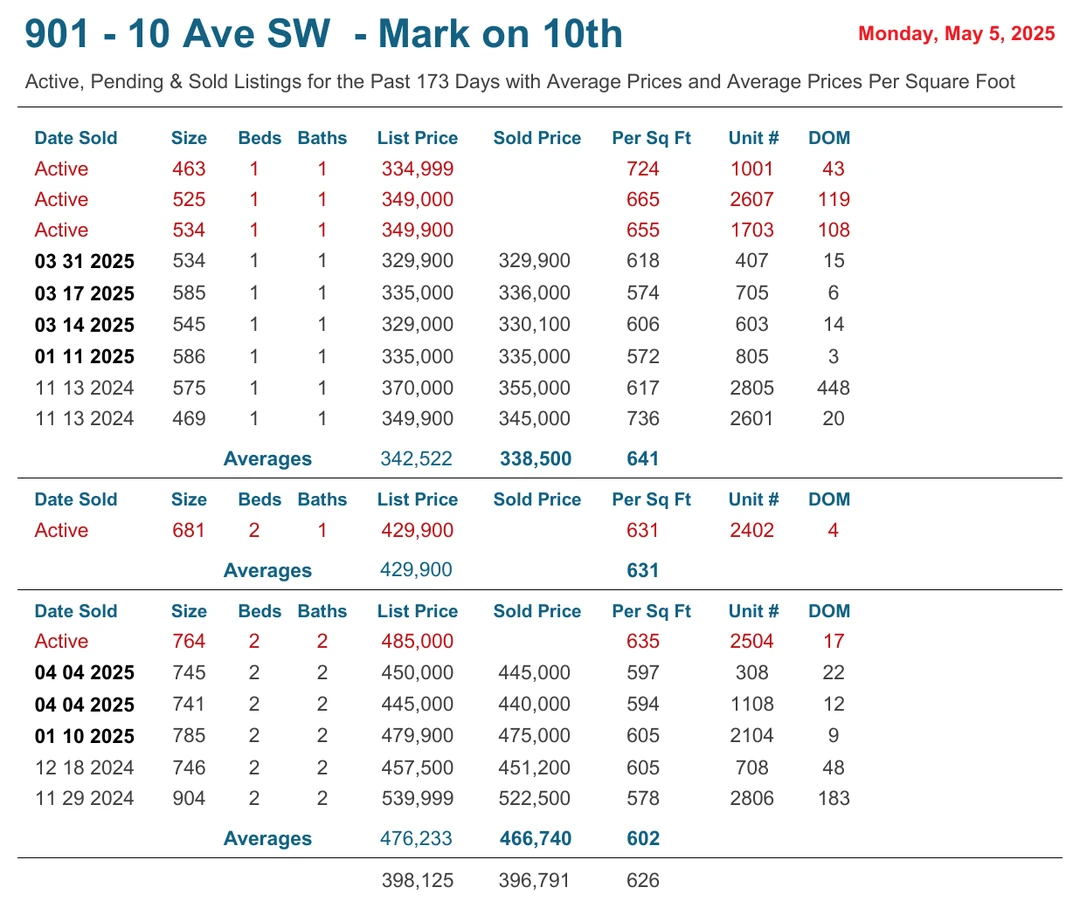 901 - 10 Ave SW - Mark on 10th Monday, May 5, 2025
Active, Pending & Sold Listings for the Past 173 Days with Average Prices and Average Prices Per Square Foot
Date Sold Size Beds Baths List Price Sold Price Per Sq Ft Unit # DOM
Active 463 1 1 334,999 724 1001 43
Active 525 1 1 349,000 665 2607 119
Active 534 1 1 349,900 655 1703 108
03 31 2025 534 1 1 329,900 329,900 618 407 15
03 17 2025 585 1 1 335,000 336,000 574 705 6
03 14 2025 545 1 1 329,000 330,100 606 603 14
01 11 2025 586 1 1 335,000 335,000 572 805 3
11 13 2024 575 1 1 370,000 355,000 617 2805 448
11 13 2024 469 1 1 349,900 345,000 736 2601 20
Averages 342,522 338,500 641
Date Sold Size Beds Baths List Price Sold Price Per Sq Ft Unit # DOM
Active 681 2 1 429,900 631 2402 4
Averages 429,900 631
Date Sold Size Beds Baths List Price Sold Price Per Sq Ft Unit # DOM
Active 764 2 2 485,000 635 2504 17
04 04 2025 745 2 2 450,000 445,000 597 308 22
04 04 2025 741 2 2 445,000 440,000 594 1108 12
01 10 2025 785 2 2 479,900 475,000 605 2104 9
12 18 2024 746 2 2 457,500 451,200 605 708 48
11 29 2024 904 2 2 539,999 522,500 578 2806 183
Averages 476,233 466,740 602
398,125 396,791 626